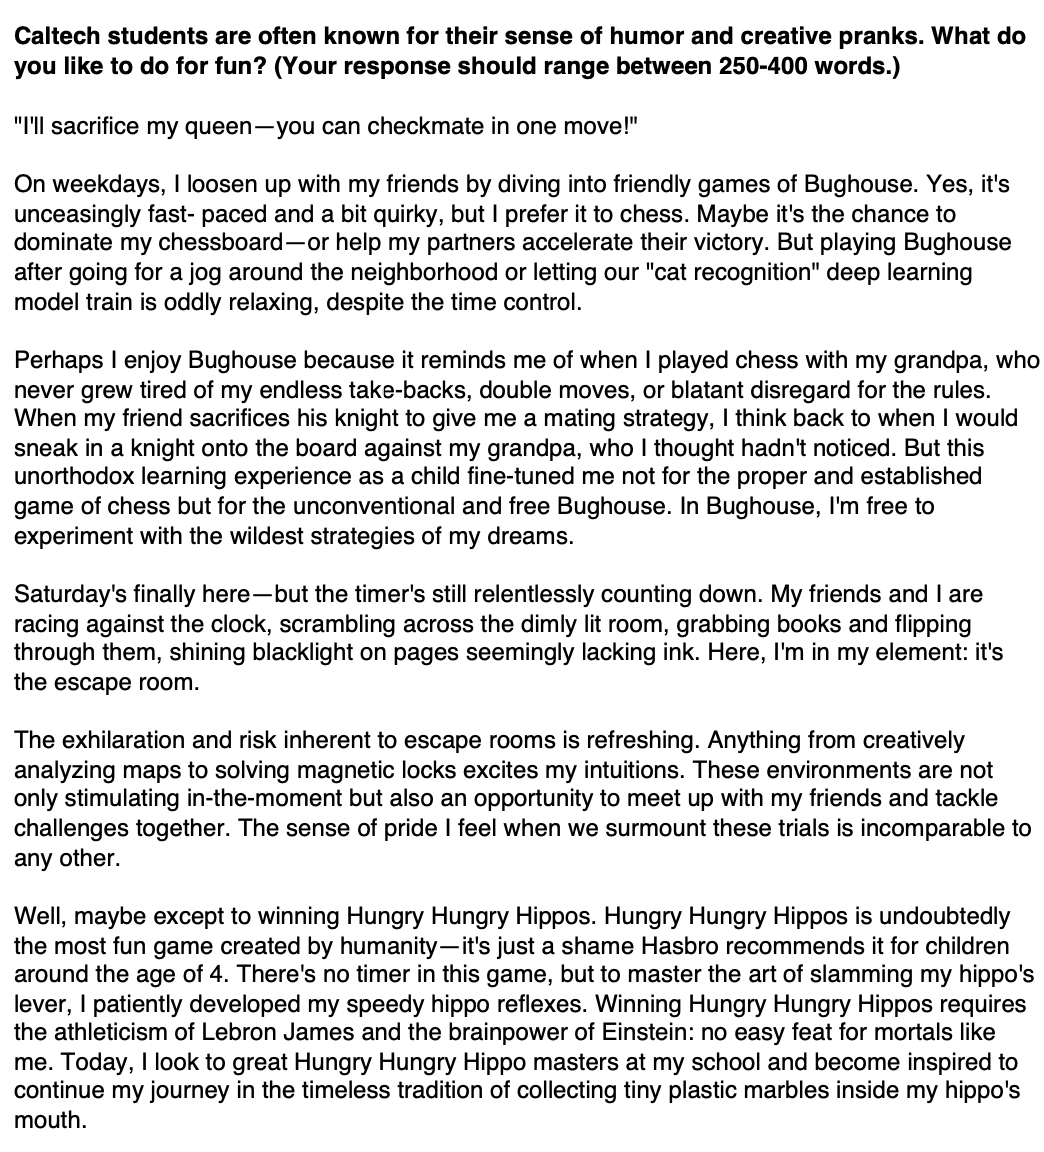 Caltech students are often known for their sense of humor and creative pranks. What do
you like to do for fun? (Your response should range between 250-400 words.)
"I'll sacrifice my queen—you can checkmate in one move!"
On weekdays, I loosen up with my friends by diving into friendly games of Bughouse. Yes, it's
unceasingly fast- paced and a bit quirky, but I prefer it to chess. Maybe it's the chance to
dominate my chessboard—or help my partners accelerate their victory. But playing Bughouse
after going for a jog around the neighborhood or letting our "cat recognition" deep learning
model train is oddly relaxing, despite the time control.
Perhaps I enjoy Bughouse because it reminds me of when I played chess with my grandpa, who
never grew tired of my endless take-backs, double moves, or blatant disregard for the rules.
When my friend sacrifices his knight to give me a mating strategy, I think back to when I would
sneak in a knight onto the board against my grandpa, who I thought hadn't noticed. But this
unorthodox learning experience as a child fine-tuned me not for the proper and established
game of chess but for the unconventional and free Bughouse. In Bughouse, I'm free to
experiment with the wildest strategies of my dreams.
Saturday's finally here—but the timer's still relentlessly counting down. My friends and I are
racing against the clock, scrambling across the dimly lit room, grabbing books and flipping
through them, shining blacklight on pages seemingly lacking ink. Here, I'm in my element: it's
the escape room.
The exhilaration and risk inherent to escape rooms is refreshing. Anything from creatively
analyzing maps to solving magnetic locks excites my intuitions. These environments are not
only stimulating in-the-moment but also an opportunity to meet up with my friends and tackle
challenges together. The sense of pride I feel when we surmount these trials is incomparable to
any other.
Well, maybe except to winning Hungry Hungry Hippos. Hungry Hungry Hippos is undoubtedly
the most fun game created by humanity—it's just a shame Hasbro recommends it for children
around the age of 4. There's no timer in this game, but to master the art of slamming my hippo's
lever, I patiently developed my speedy hippo reflexes. Winning Hungry Hungry Hippos requires
the athleticism of Lebron James and the brainpower of Einstein: no easy feat for mortals like
me. Today, I look to great Hungry Hungry Hippo masters at my school and become inspired to
continue my journey in the timeless tradition of collecting tiny plastic marbles inside my hippo's
mouth.